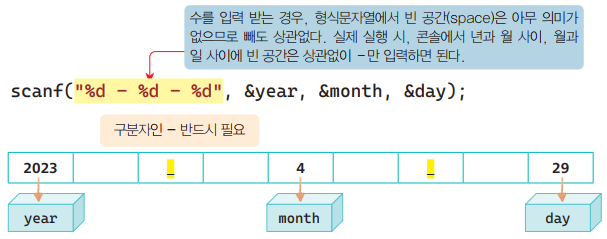 수를 입력 받는 경우, 형식문자열에서 빈 공간(space)은 아무 의미가
없으므로 빼도 상관없다. 실제 실행 시, 콘솔에서 년과 월 사이, 월과
일 사이에 빈 공간은 상관없이 -만 입력하면 된다.
scanf("%d - %d - %d", &year, &month, &day);
구분자인 - 반드시 필요
2023 _ 4 _ 29
year month day